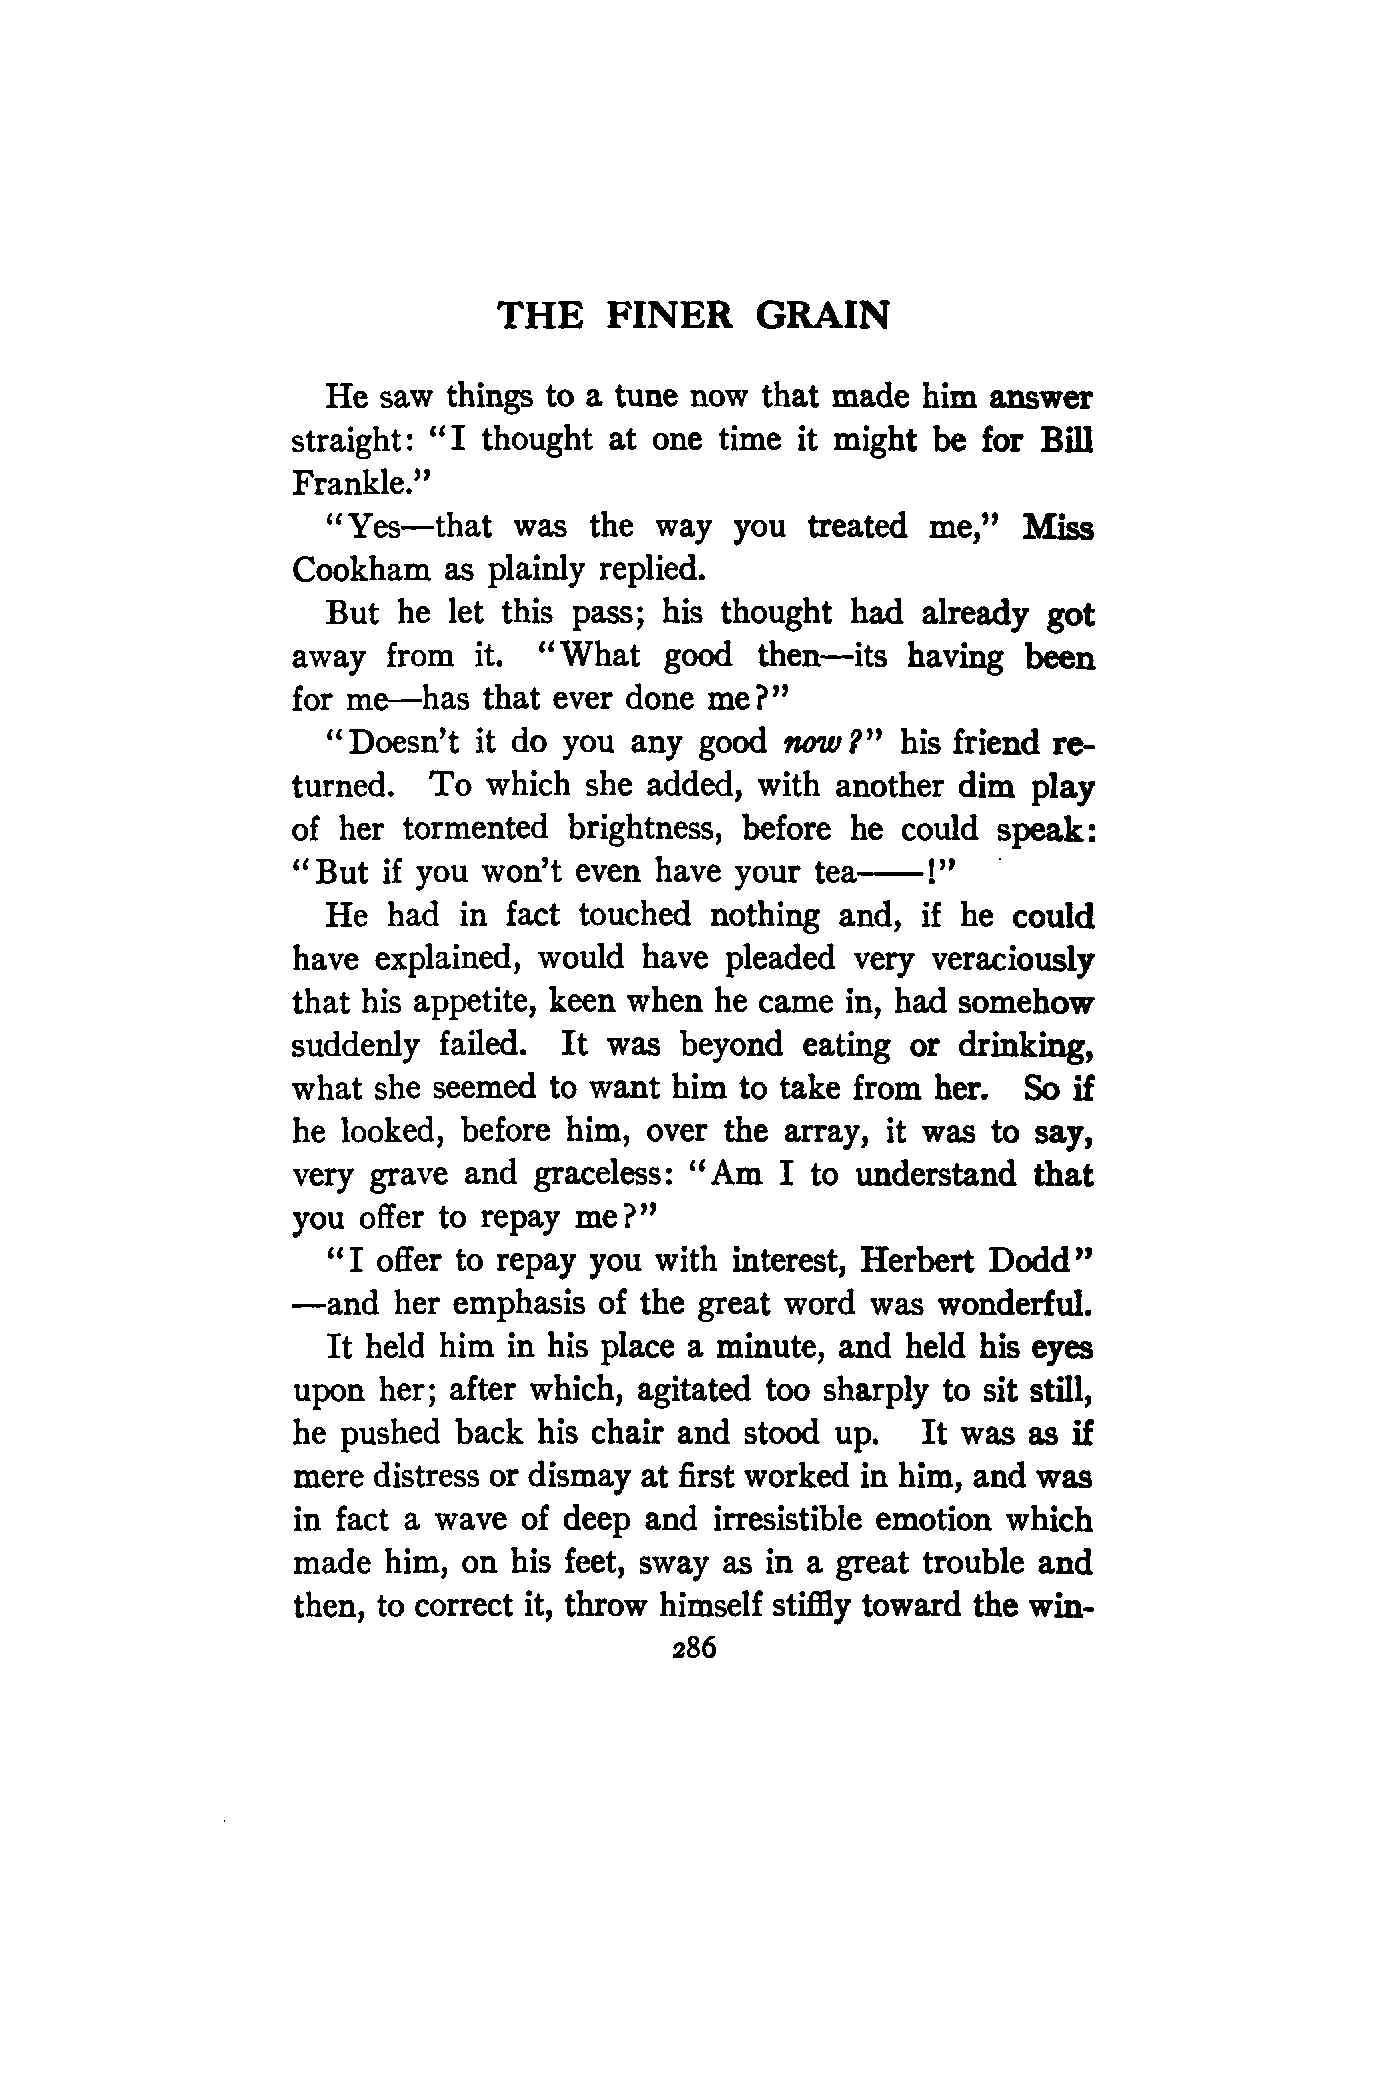 THE FINER GRAIN
He saw things to a tune now that made him answer
straight: “I thought at one time it might be for Bill
Frankle.”
“Yes—that was the way you treated me,” Miss
Cookham as plainly replied.
But he let this pass; his thought had already got
away from it. “What good then—its having been
for me—has that ever done me?”
“Doesn’t it do you any good now?” his friend re-
turned. To which she added, with another dim play
of her tormented brightness, before he could speak:
“But if you won’t even have your tea——!”
He had in fact touched nothing and, if he could
have explained, would have pleaded very veraciously
that his appetite, keen when he came in, had somehow
suddenly failed. It was beyond eating or drinking,
what she seemed to want him to take from her. So if
he looked, before him, over the array, it was to say,
very grave and graceless: “Am I to understand that
you offer to repay me?”
“I offer to repay you with interest, Herbert Dodd”
—and her emphasis of the great word was wonderful.
It held him in his place a minute, and held his eyes
upon her; after which, agitated too sharply to sit still,
he pushed back his chair and stood up. It was as if
mere distress or dismay at first worked in him, and was
in fact a wave of deep and irresistible emotion which
made him, on his feet, sway as in a great trouble and
then, to correct it, throw himself stiffly toward the win-
286